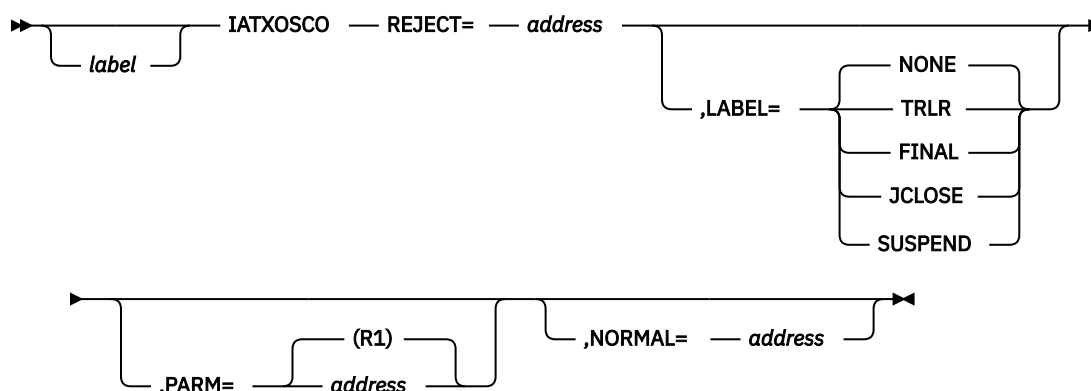 IATXOSCO REJECT= address
label
NONE
,LABEL= TRLR
FINAL
JCLOSE
SUSPEND
(R1)
,NORMAL= address
,PARM= address